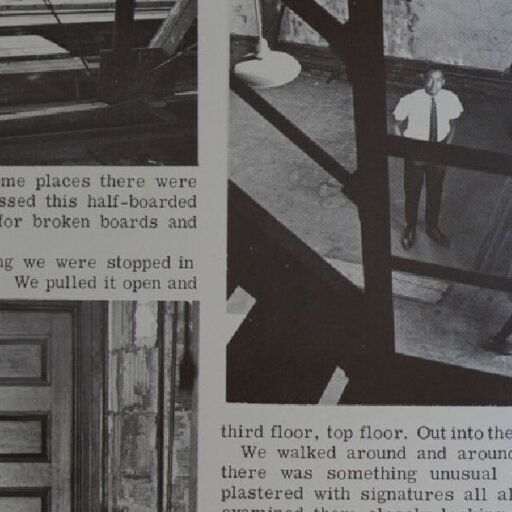 me places there were
ssed this half-boarded
for broken boards and
ng we were stopped in
We pulled it open and
third floor, top floor. Out into the
We walked around and around
there was something unusual
plastered with signatures all al